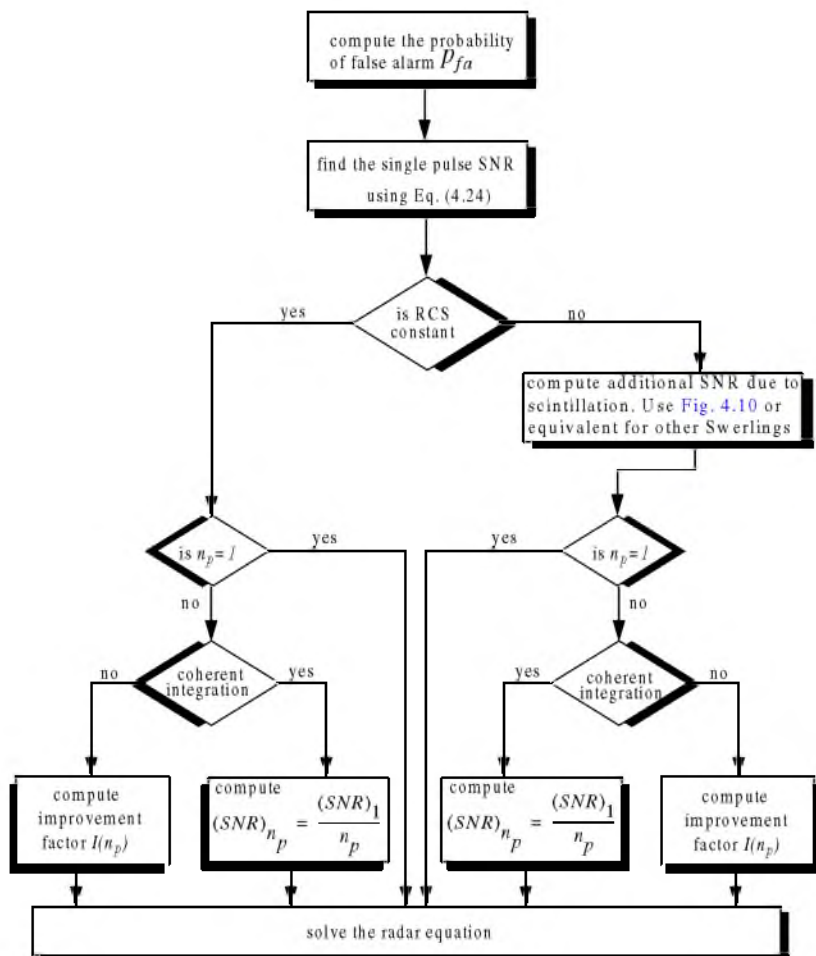 compute the probability
of false alarm P_fa
find the single pulse SNR
using Eq. (4.24)
is RCS
constant
yes
no
compute additional SNR due to
scintillation. Use Fig. 4.10 or
equivalent for other Swerlings
is n_p = 1
yes
no
yes
is n_p = 1
no
coherent
integration
no
yes
coherent
integration
yes
no
compute
improvement
factor I(n_p)
compute
(SNR)_n_p = (SNR)_1 / n_p
compute
(SNR)_n_p = (SNR)_1 / n_p
compute
improvement
factor I(n_p)
solve the radar equation